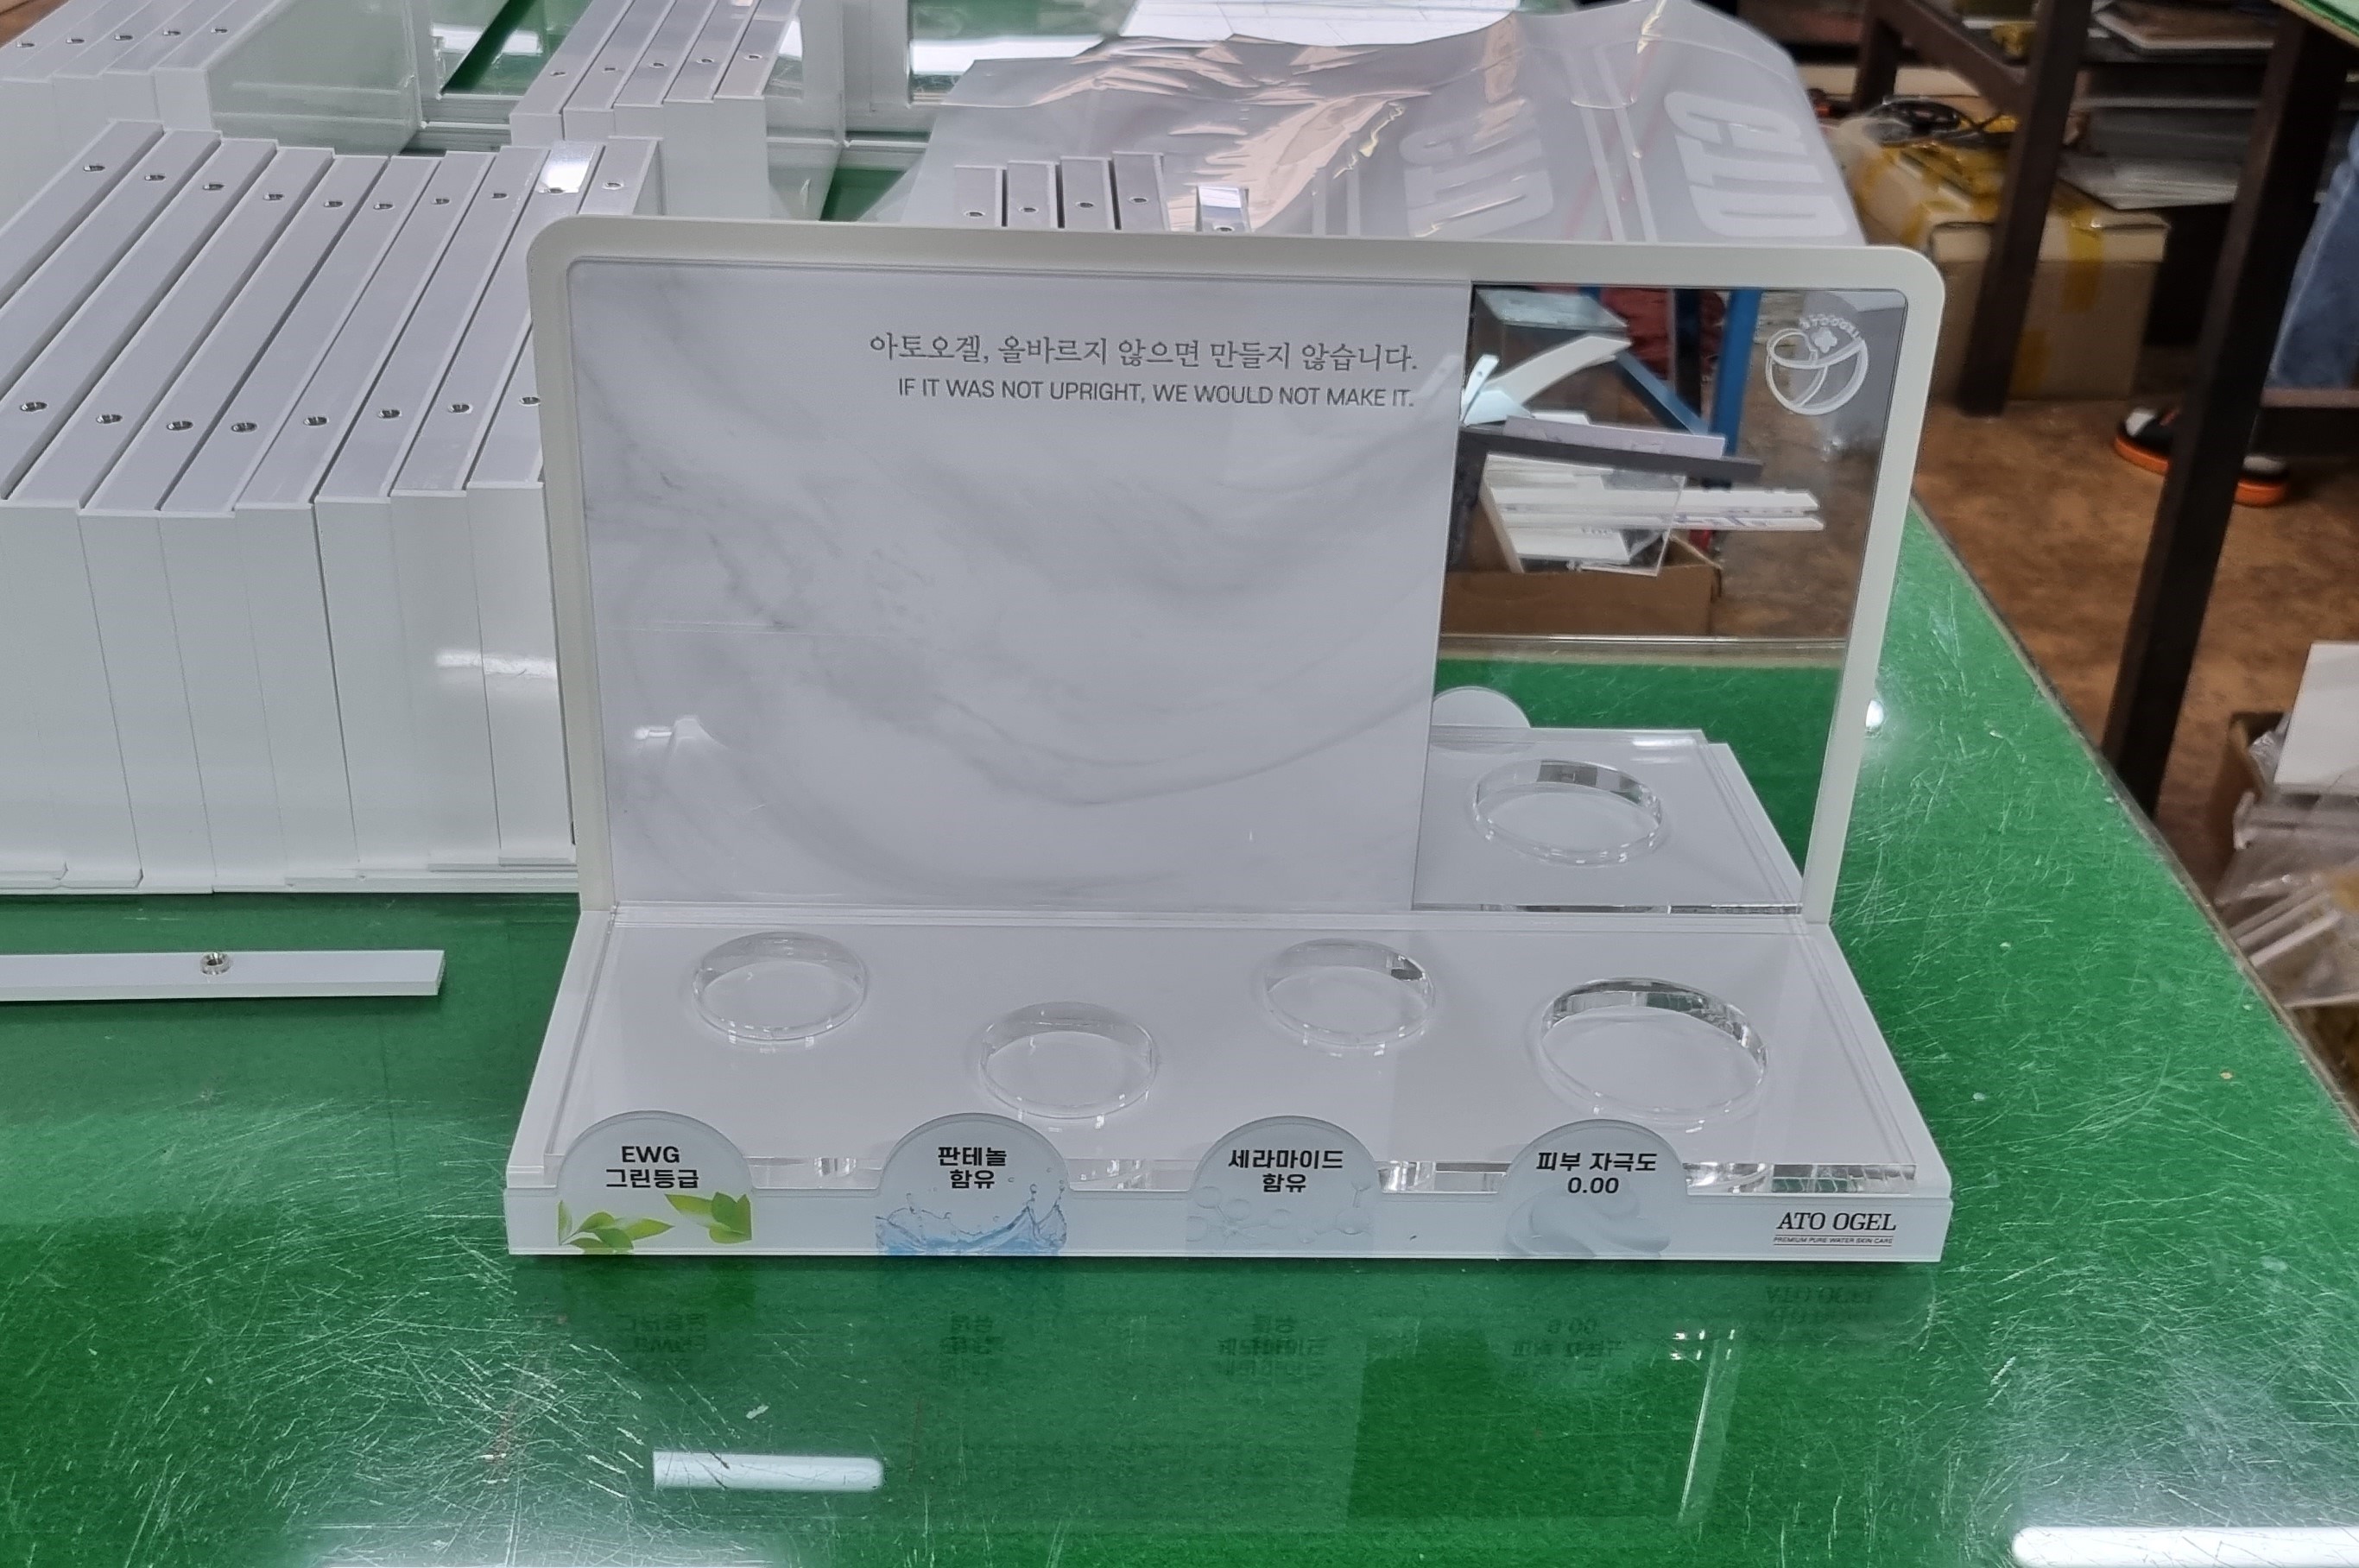 아토오겔, 올바르지 않으면 만들지 않습니다.
IF IT WAS NOT UPRIGHT, WE WOULD NOT MAKE IT.
ATOOGEL
EWG
그린등급
판테놀
함유
세라마이드
함유
피부 자극도
0.00
ATO OGEL
PREMIUM PURE WATER SKIN CARE